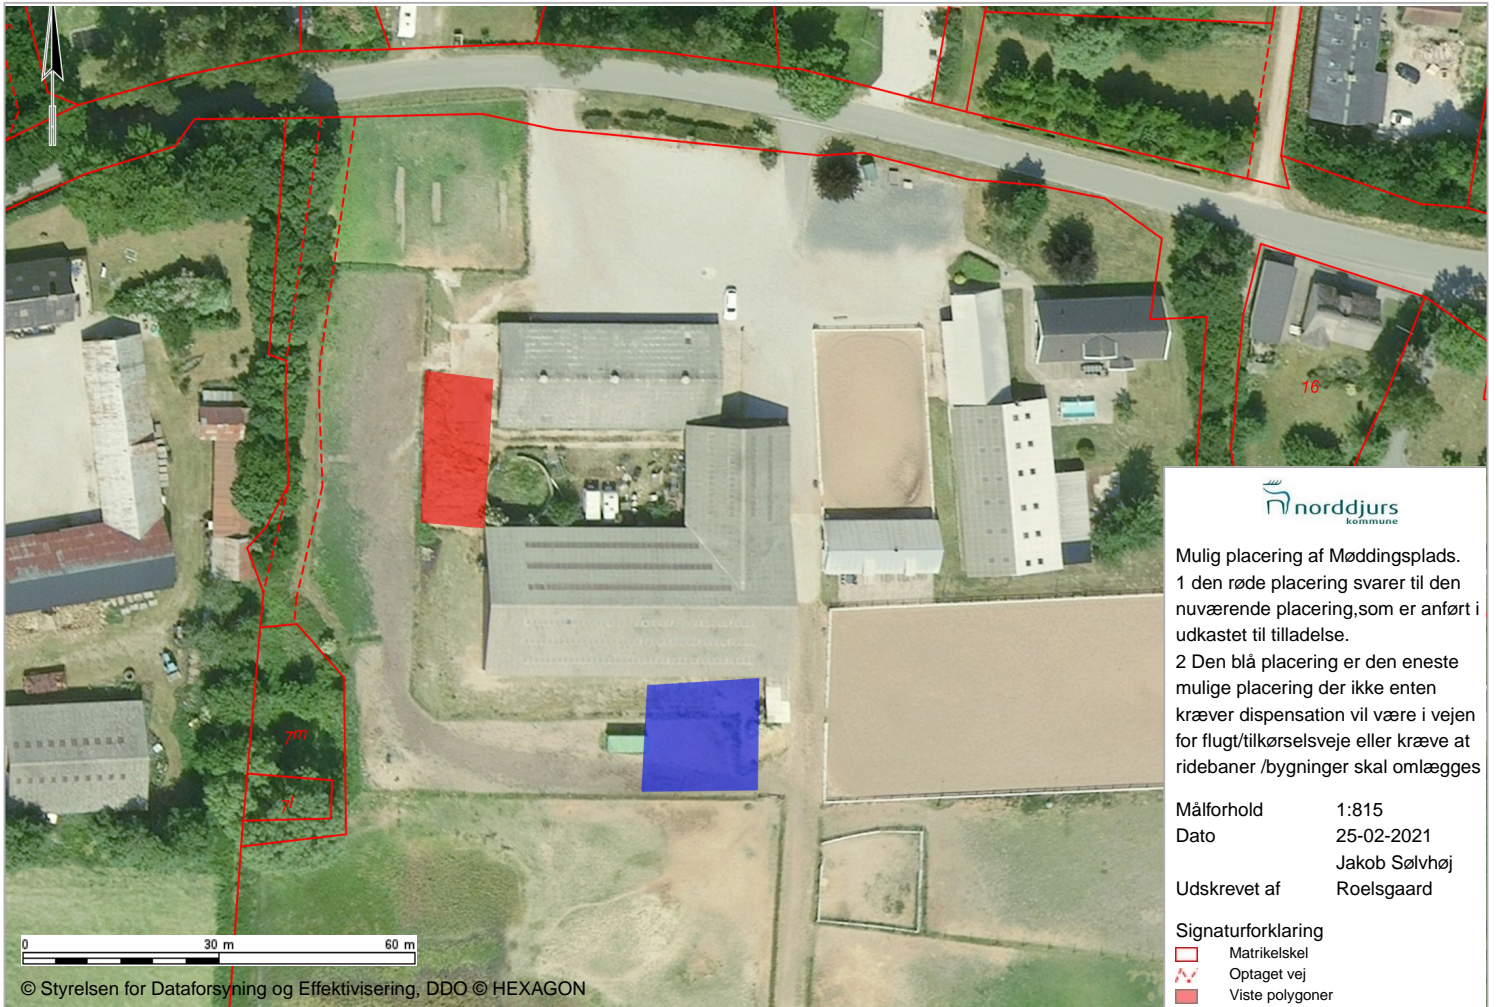 16
norddjurs
kommune
Mulig placering af Møddingsplads.
1 den røde placering svarer til den
nuværende placering,som er anført i
udkastet til tilladelse.
2 Den blå placering er den eneste
mulige placering der ikke enten
kræver dispensation vil være i vejen
for flugt/tilkørselsveje eller kræve at
ridebaner /bygninger skal omlægges
Målforhold 1:815
Dato 25-02-2021
Jakob Sølvhøj
Udskrevet af Roelsgaard
Signaturforklaring
Matrikelskel
Optaget vej
Viste polygoner
7m
7l
0 30 m 60 m
© Styrelsen for Dataforsyning og Effektivisering, DDO © HEXAGON